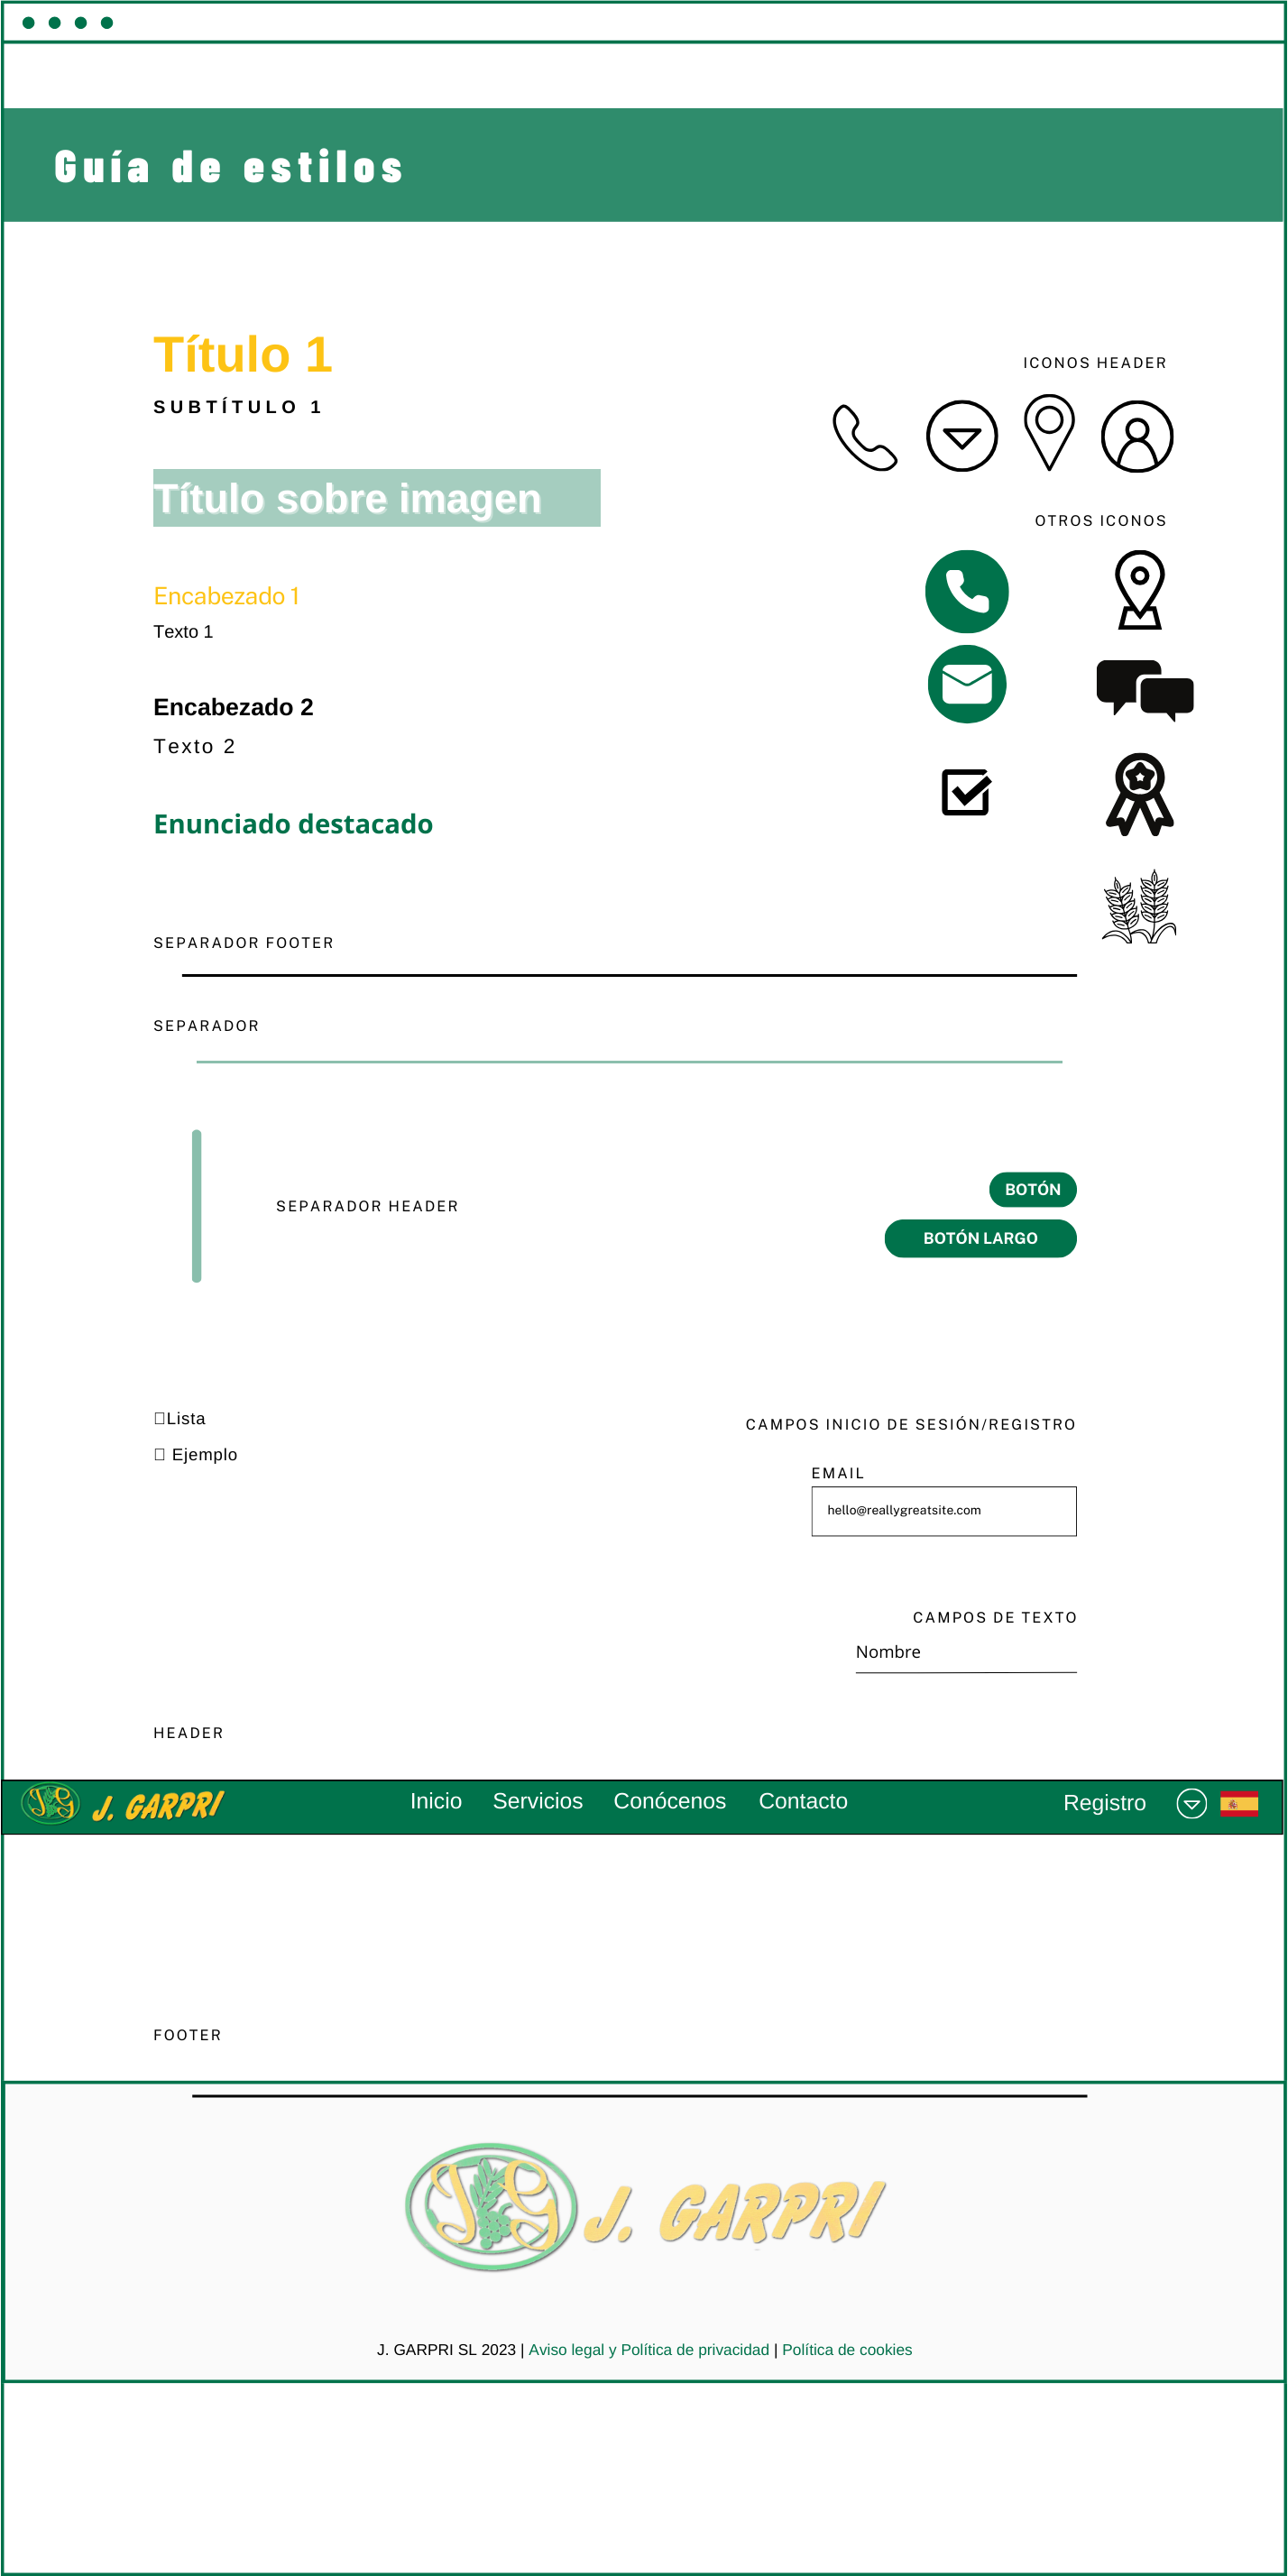 Guía de estilos
Título 1
SUBTÍTULO 1
Título sobre imagen
Encabezado 1
Texto 1
Encabezado 2
Texto 2
Enunciado destacado
ICONOS HEADER
OTROS ICONOS
SEPARADOR FOOTER
SEPARADOR
SEPARADOR HEADER
BOTÓN
BOTÓN LARGO
Lista
Ejemplo
CAMPOS INICIO DE SESIÓN/REGISTRO
EMAIL
hello@reallygreatsite.com
CAMPOS DE TEXTO
Nombre
HEADER
JG J. GARPRI Inicio Servicios Conócenos Contacto Registro
FOOTER
JG J. GARPRI
J. GARPRI SL 2023 | Aviso legal y Política de privacidad | Política de cookies